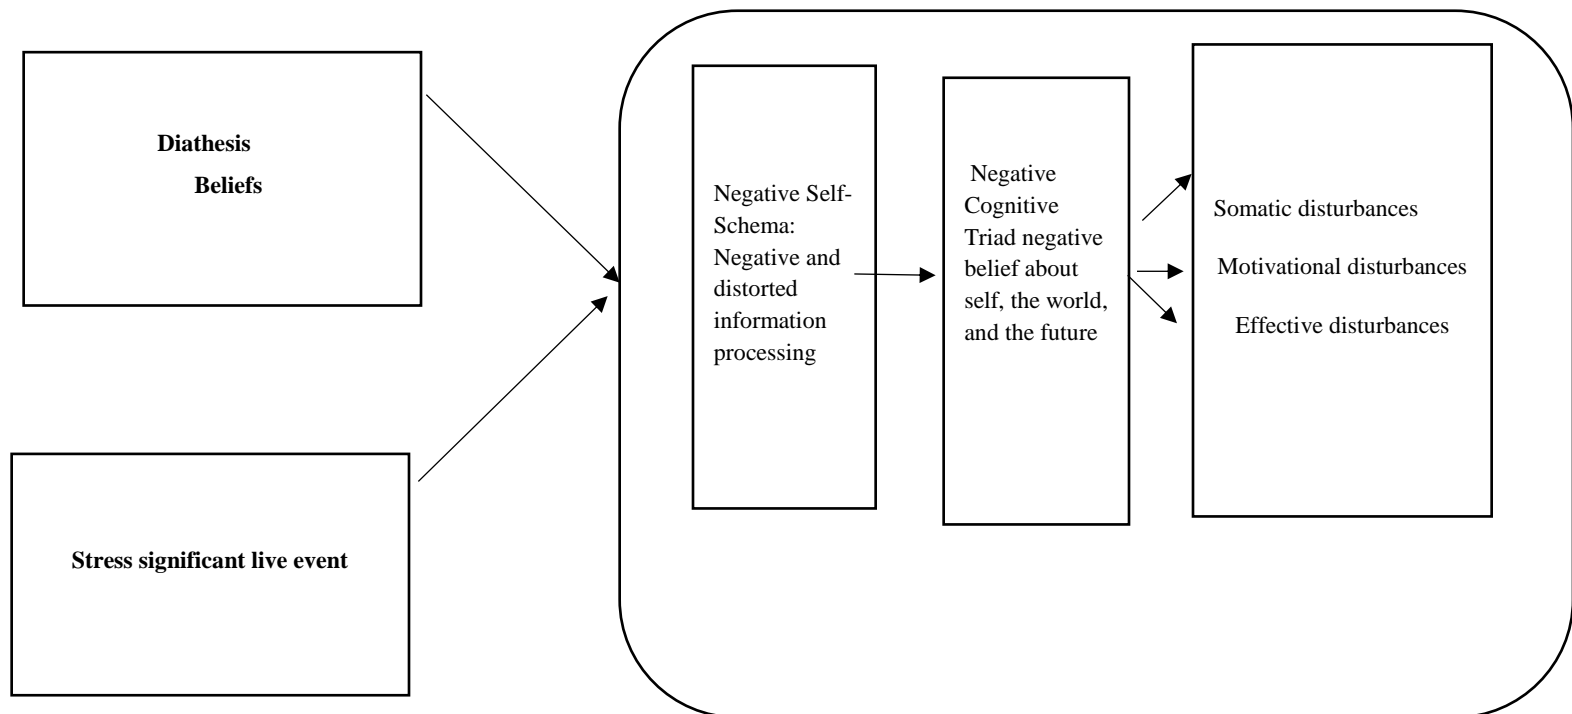 Diathesis
Beliefs
Stress significant live event
Negative Self-
Schema:
Negative and
distorted
information
processing
Negative
Cognitive
Triad negative
belief about
self, the world,
and the future
Somatic disturbances
Motivational disturbances
Effective disturbances